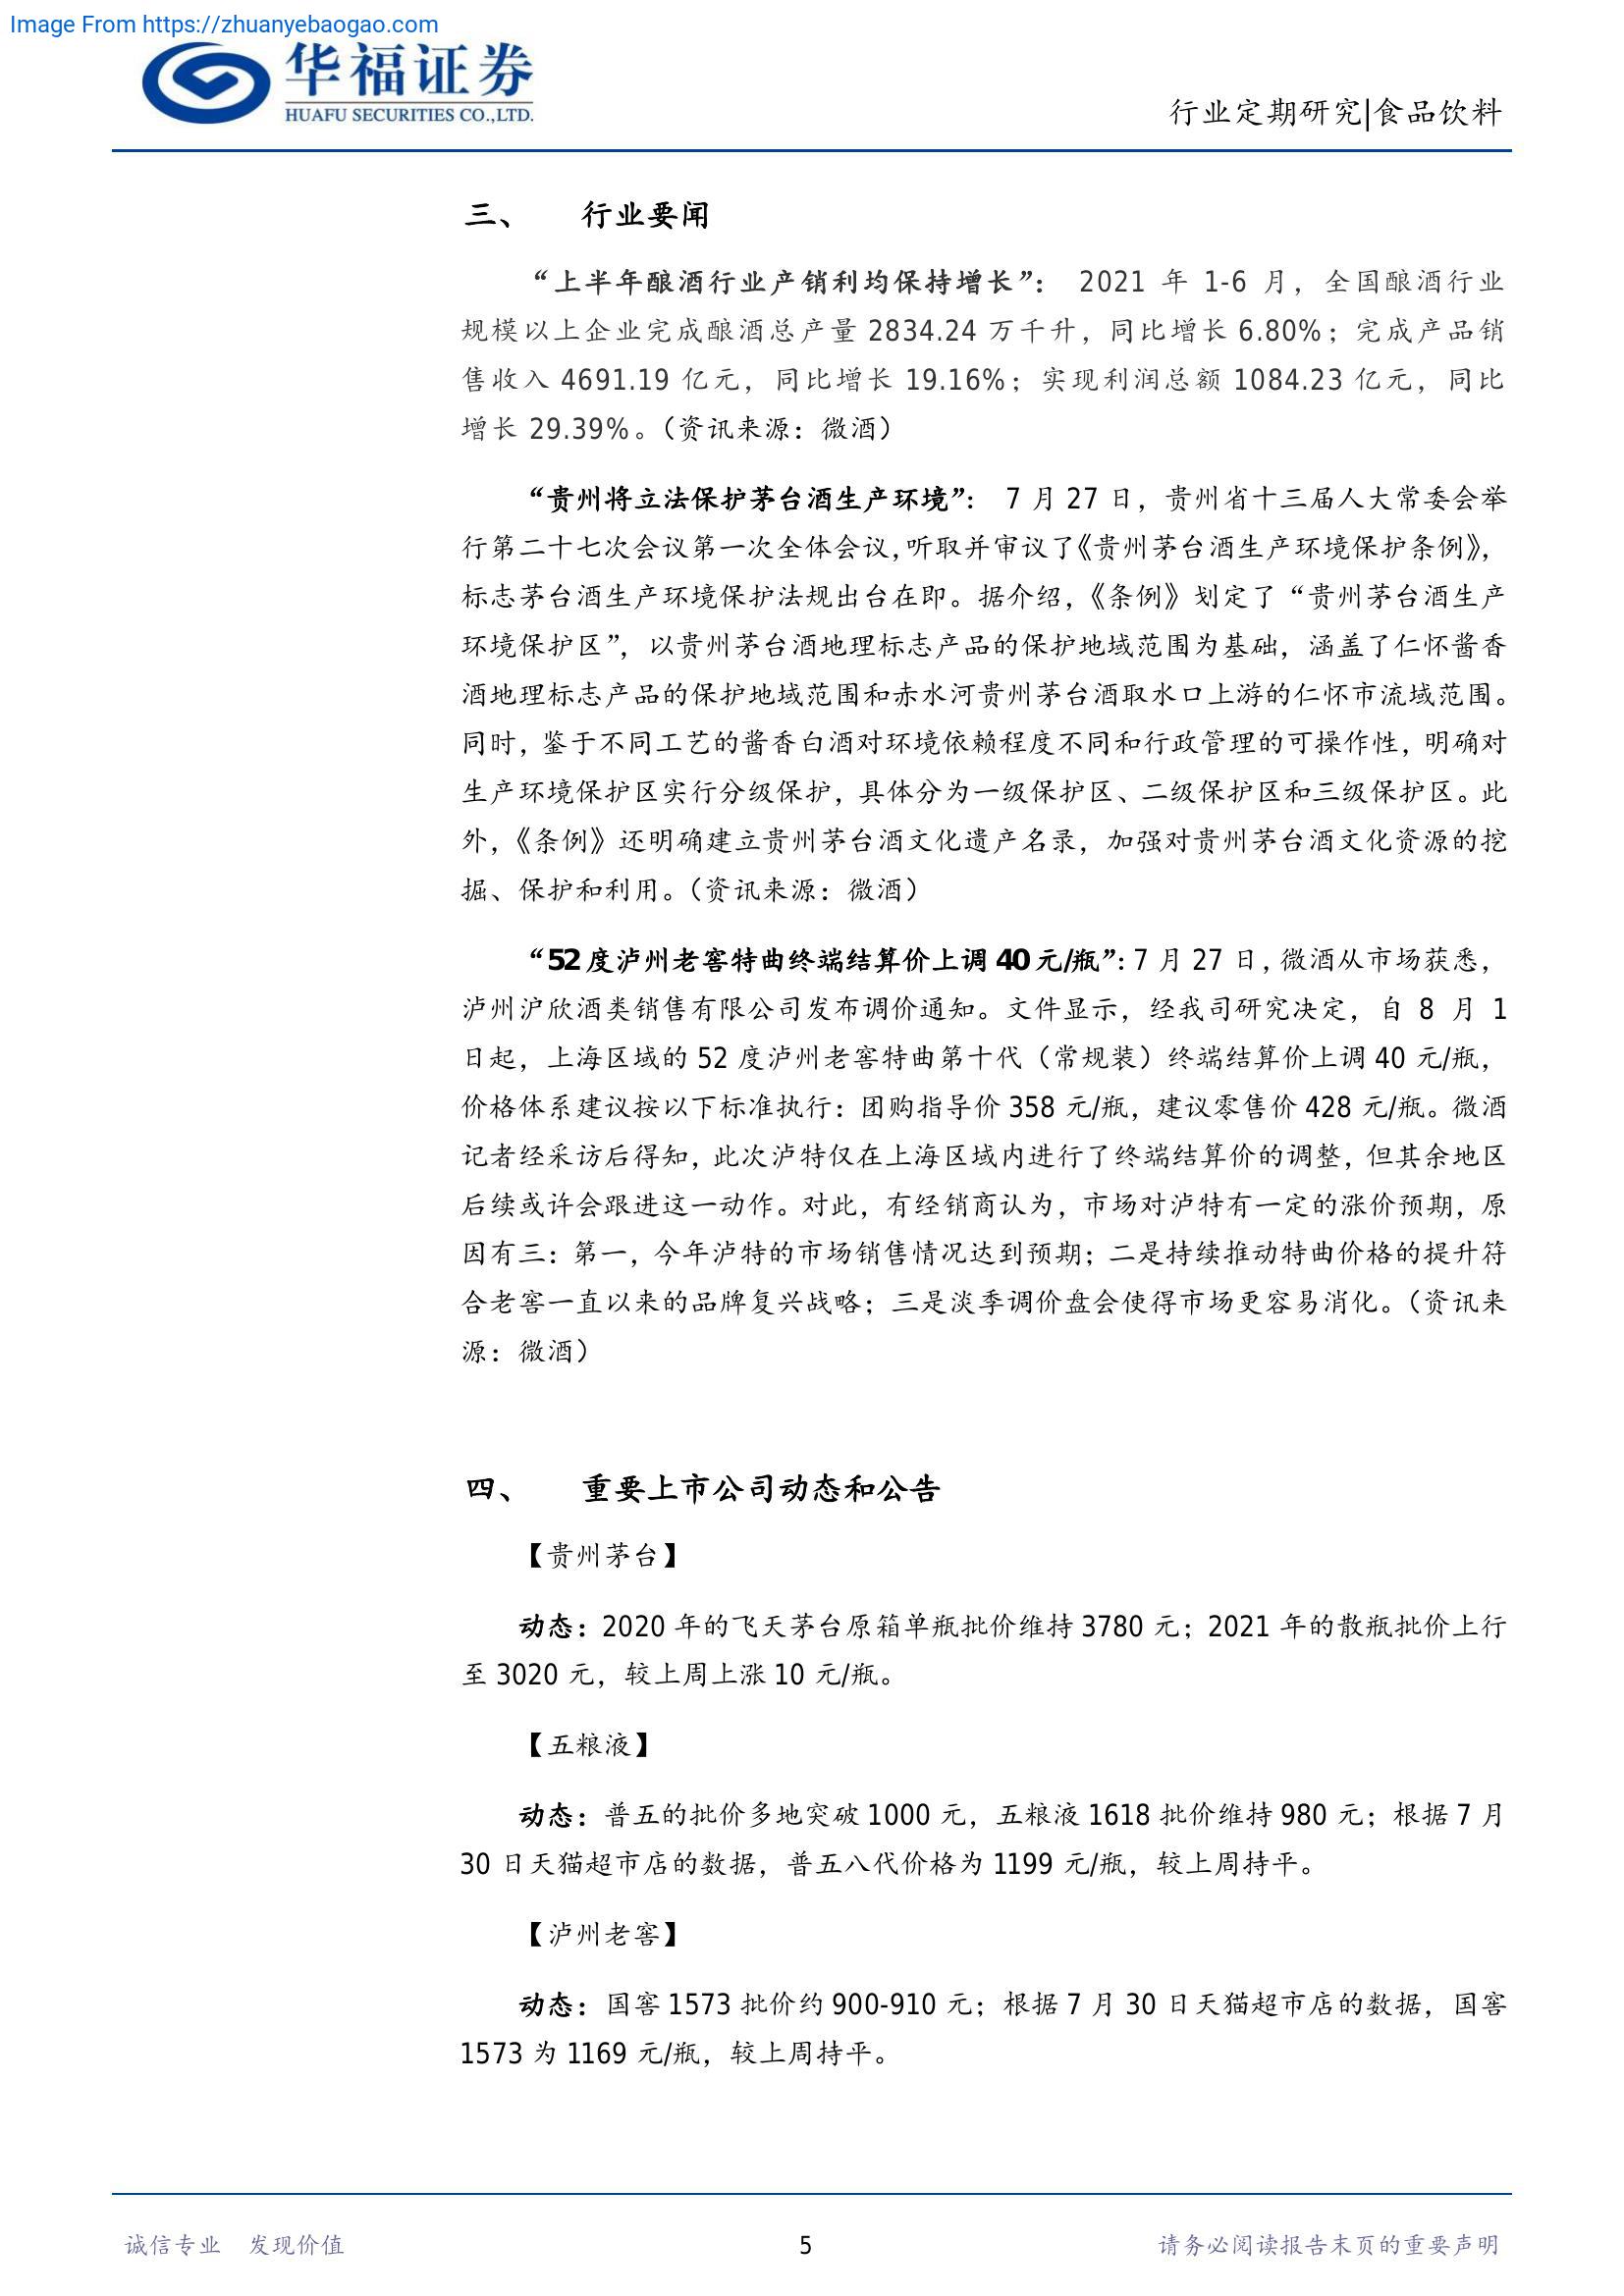 Image From https://zhuanyebaogao.com
华福证券
HUAFU SECURITIES CO.,LTD.
行业定期研究|食品饮料
三、 行业要闻
“上半年酿酒行业产销利均保持增长”： 2021 年 1-6 月，全国酿酒行业
规模以上企业完成酿酒总产量 2834.24 万千升，同比增长 6.80%；完成产品销
售收入 4691.19 亿元，同比增长 19.16%；实现利润总额 1084.23 亿元，同比
增长 29.39%。（资讯来源：微酒）
“贵州将立法保护茅台酒生产环境”： 7 月 27 日，贵州省十三届人大常委会举
行第二十七次会议第一次全体会议，听取并审议了《贵州茅台酒生产环境保护条例》，
标志茅台酒生产环境保护法规出台在即。据介绍，《条例》划定了“贵州茅台酒生产
环境保护区”，以贵州茅台酒地理标志产品的保护地域范围为基础，涵盖了仁怀酱香
酒地理标志产品的保护地域范围和赤水河贵州茅台酒取水口上游的仁怀市流域范围。
同时，鉴于不同工艺的酱香白酒对环境依赖程度不同和行政管理的可操作性，明确对
生产环境保护区实行分级保护，具体分为一级保护区、二级保护区和三级保护区。此
外，《条例》还明确建立贵州茅台酒文化遗产名录，加强对贵州茅台酒文化资源的挖
掘、保护和利用。（资讯来源：微酒）
“52 度泸州老窖特曲终端结算价上调 40 元/瓶”：7 月 27 日，微酒从市场获悉，
泸州沪欣酒类销售有限公司发布调价通知。文件显示，经我司研究决定，自 8 月 1
日起，上海区域的 52 度泸州老窖特曲第十代（常规装）终端结算价上调 40 元/瓶，
价格体系建议按以下标准执行：团购指导价 358 元/瓶，建议零售价 428 元/瓶。微酒
记者经采访后得知，此次泸特仅在上海区域内进行了终端结算价的调整，但其余地区
后续或许会跟进这一动作。对此，有经销商认为，市场对泸特有一定的涨价预期，原
因有三：第一，今年泸特的市场销售情况达到预期；二是持续推动特曲价格的提升符
合老窖一直以来的品牌复兴战略；三是淡季调价盘会使得市场更容易消化。（资讯来
源：微酒）
四、 重要上市公司动态和公告
【贵州茅台】
动态：2020 年的飞天茅台原箱单瓶批价维持 3780 元；2021 年的散瓶批价上行
至 3020 元，较上周上涨 10 元/瓶。
【五粮液】
动态：普五的批价多地突破 1000 元，五粮液 1618 批价维持 980 元；根据 7 月
30 日天猫超市店的数据，普五八代价格为 1199 元/瓶，较上周持平。
【泸州老窖】
动态：国窖 1573 批价约 900-910 元；根据 7 月 30 日天猫超市店的数据，国窖
1573 为 1169 元/瓶，较上周持平。
诚信专业 发现价值
5
请务必阅读报告末页的重要声明